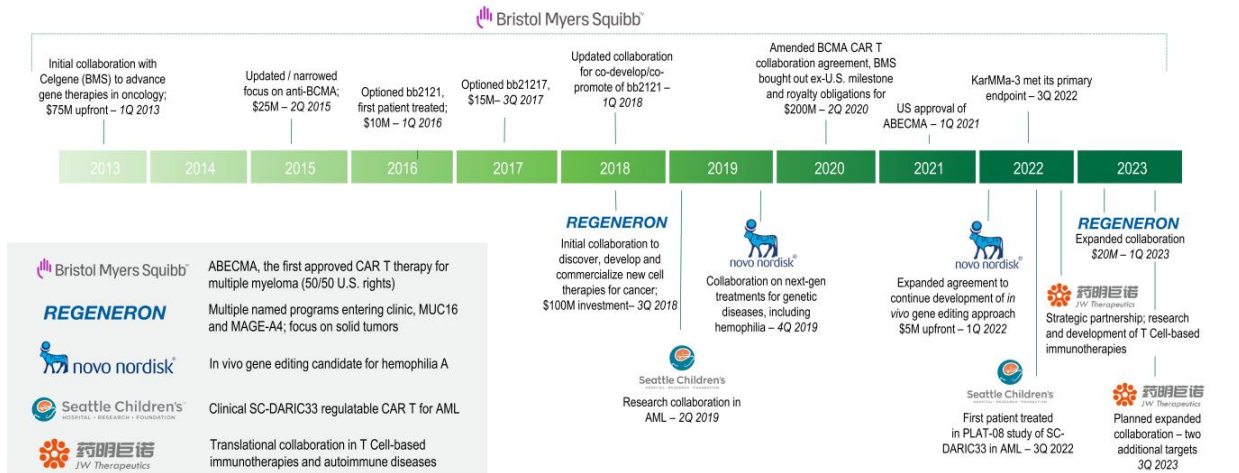 Bristol Myers Squibb™
Initial collaboration with
Celgene (BMS) to advance
gene therapies in oncology;
$75M upfront – 1Q 2013
Updated / narrowed
focus on anti-BCMA;
$25M – 2Q 2015
Optioned bb2121,
first patient treated;
$10M – 1Q 2016
Optioned bb21217,
$15M– 3Q 2017
Updated collaboration
for co-develop/co-
promote of bb2121 –
1Q 2018
Amended BCMA CAR T
collaboration agreement, BMS
bought out ex-U.S. milestone
and royalty obligations for
$200M – 2Q 2020
US approval of
ABECMA – 1Q 2021
KarMMa-3 met its primary
endpoint – 3Q 2022
2013 2014 2015 2016 2017 2018 2019 2020 2021 2022 2023
REGENERON
Initial collaboration to
discover, develop and
commercialize new cell
therapies for cancer;
$100M investment– 3Q 2018
Seattle Children's
HOSPITAL • RESEARCH • FOUNDATION
Research collaboration in
AML – 2Q 2019
novo nordisk®
Collaboration on next-gen
treatments for genetic
diseases, including
hemophilia – 4Q 2019
novo nordisk®
Expanded agreement to
continue development of in
vivo gene editing approach
$5M upfront – 1Q 2022
Seattle Children's
HOSPITAL • RESEARCH • FOUNDATION
First patient treated
in PLAT-08 study of SC-
DARIC33 in AML – 3Q 2022
药明巨诺
JW Therapeutics
Strategic partnership; research
and development of T Cell-based
immunotherapies
REGENERON
Expanded collaboration
$20M – 1Q 2023
药明巨诺
JW Therapeutics
Planned expanded
collaboration – two
additional targets
3Q 2023
Bristol Myers Squibb™
ABECMA, the first approved CAR T therapy for
multiple myeloma (50/50 U.S. rights)
REGENERON
Multiple named programs entering clinic, MUC16
and MAGE-A4; focus on solid tumors
novo nordisk®
In vivo gene editing candidate for hemophilia A
Seattle Children's®
HOSPITAL • RESEARCH • FOUNDATION
Clinical SC-DARIC33 regulatable CAR T for AML
药明巨诺
JW Therapeutics
Translational collaboration in T Cell-based
immunotherapies and autoimmune diseases